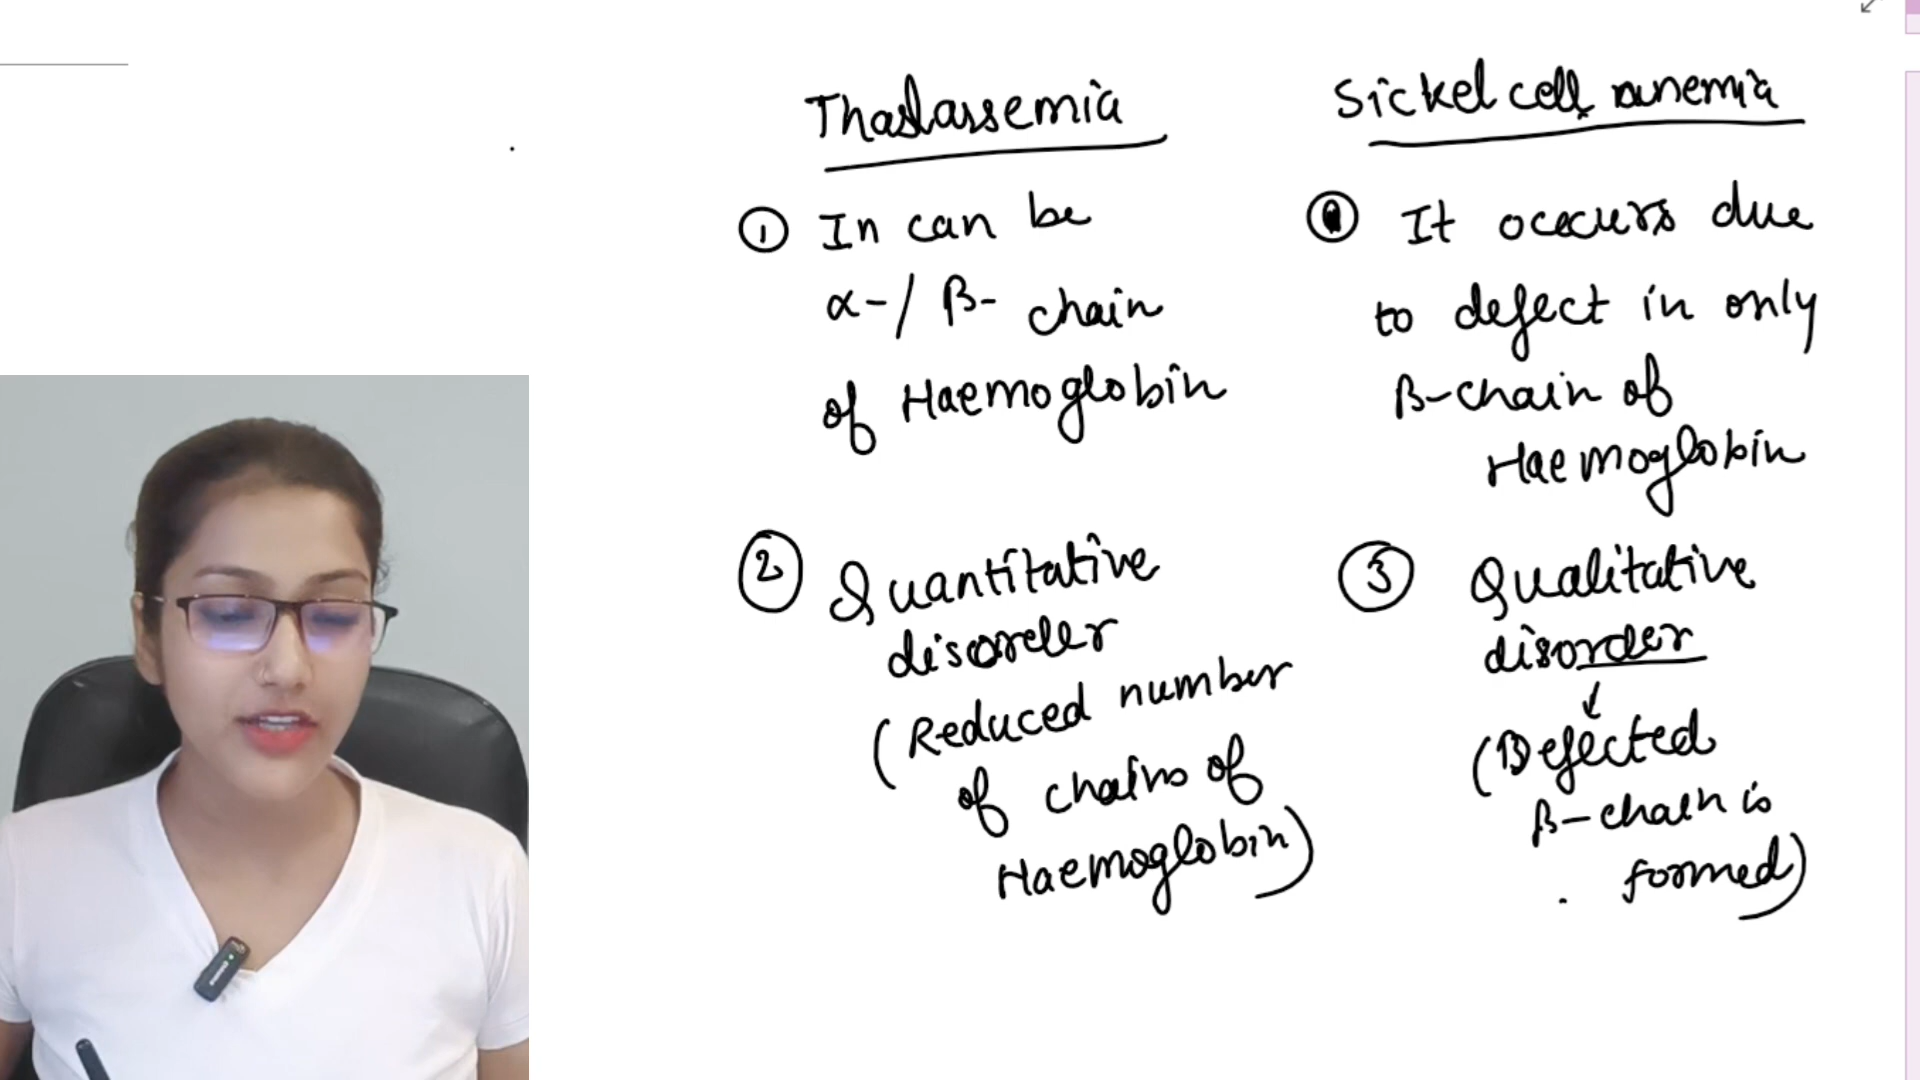 Thaslassemia
① In can be
α-/ β- chain
of Haemoglobin
② Quantitative
disorder
(Reduced number
of chains of
Haemoglobin)
Sickel cell anemia
① It occurs due
to defect in only
β-chain of
Haemoglobin
③ Qualitative
disorder
↓
(Defected
β-chain is
formed)